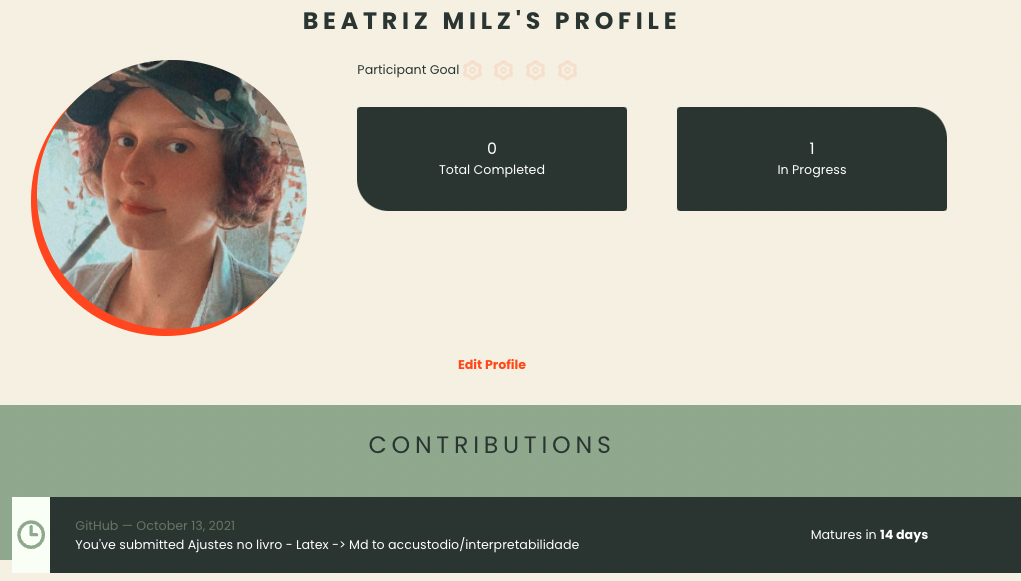 BEATRIZ MILZ'S PROFILE
Participant Goal
0
Total Completed
1
In Progress
Edit Profile
CONTRIBUTIONS
GitHub — October 13, 2021
You've submitted Ajustes no livro - Latex -> Md to accustodio/interpretabilidade
Matures in 14 days